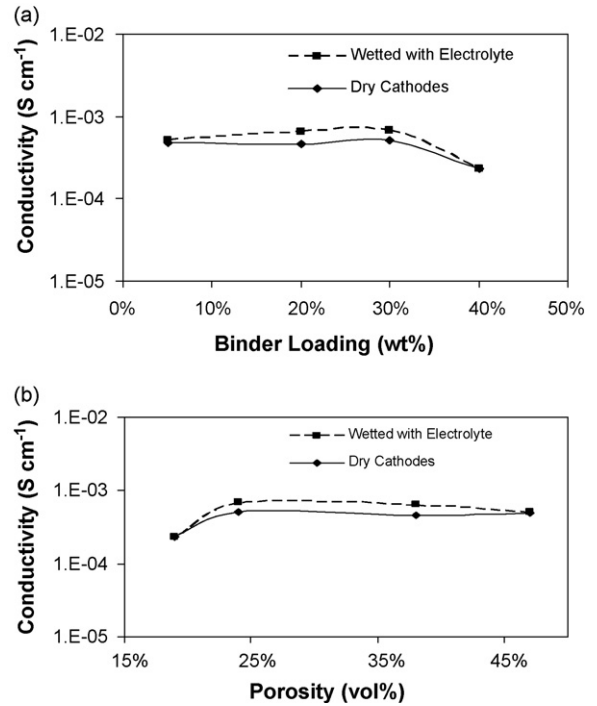 (a)
1.E-02
Wetted with Electrolyte
Dry Cathodes
1.E-03
1.E-04
1.E-05
Conductivity (S cm⁻¹)
0% 10% 20% 30% 40% 50%
Binder Loading (wt%)
(b)
1.E-02
Wetted with Electrolyte
Dry Cathodes
1.E-03
1.E-04
1.E-05
Conductivity (S cm⁻¹)
15% 25% 35% 45%
Porosity (vol%)